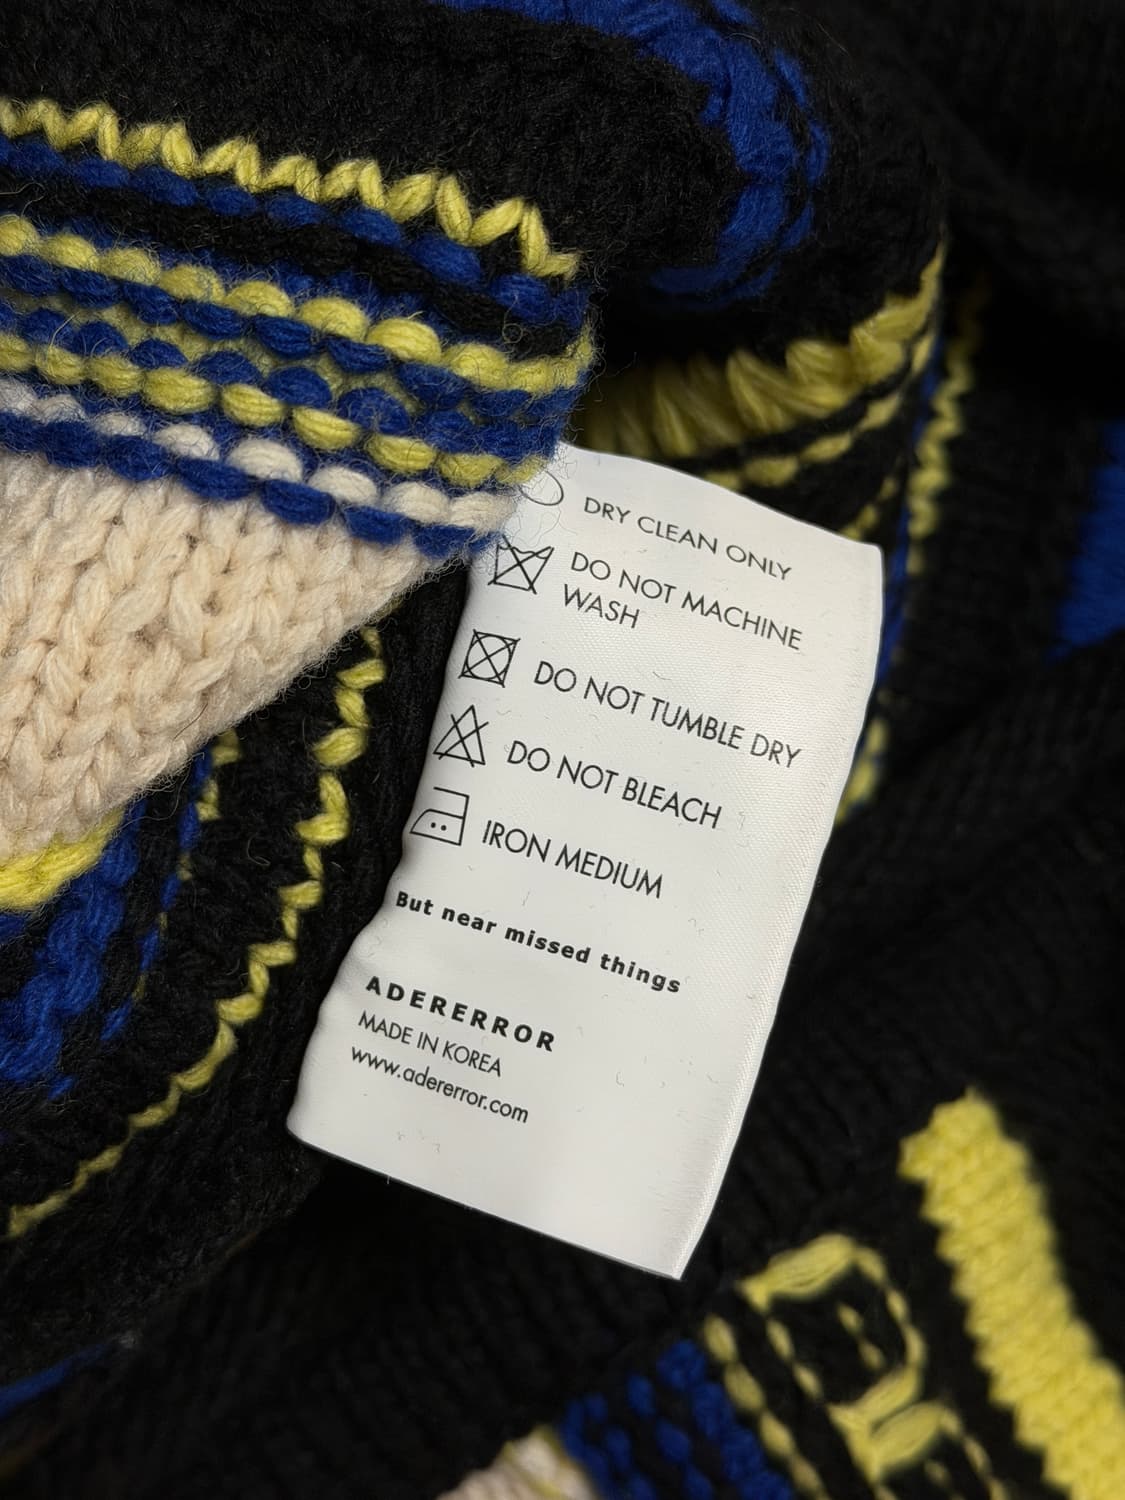 DRY CLEAN ONLY
DO NOT MACHINE
WASH
DO NOT TUMBLE DRY
DO NOT BLEACH
IRON MEDIUM
But near missed things
ADERERROR
MADE IN KOREA
www.adererror.com